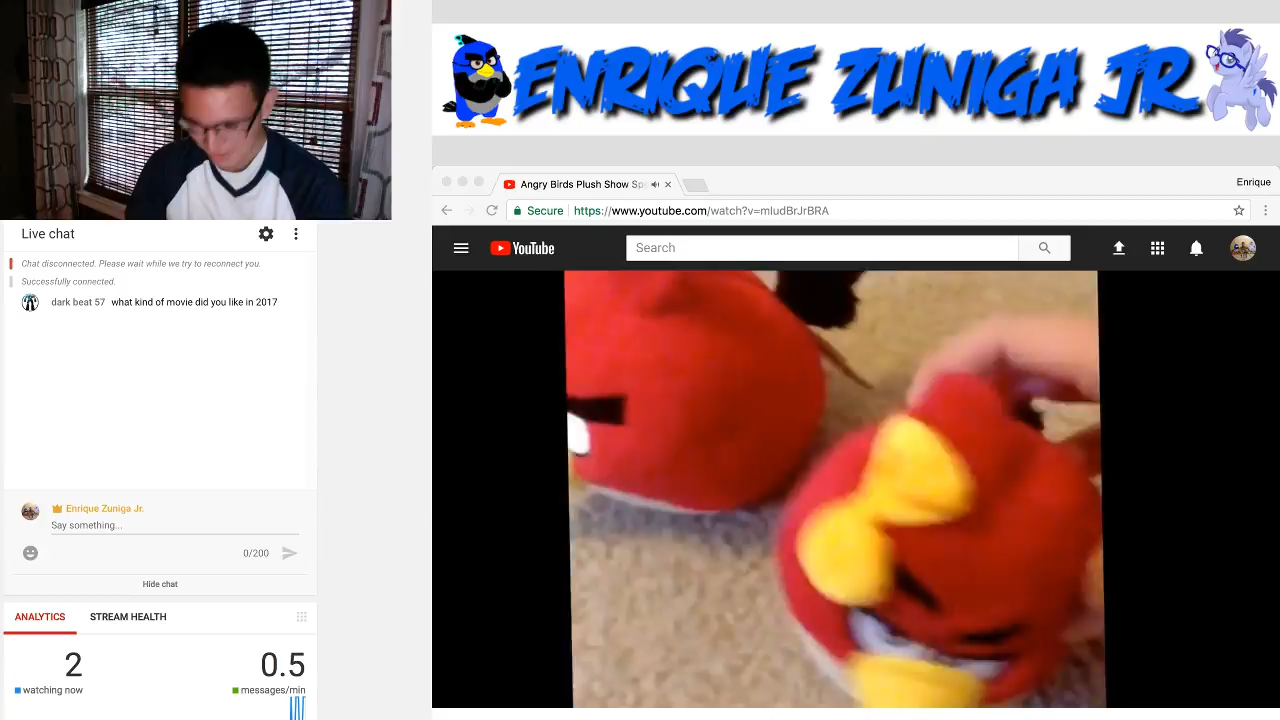 ENRIQUE ZUNIGA JR
Live chat
Chat disconnected. Please wait while we try to reconnect you.
Successfully connected.
dark beat 57 what kind of movie did you like in 2017
Enrique Zuniga Jr.
Say something...
0/200
Hide chat
ANALYTICS STREAM HEALTH
2 0.5
watching now messages/min
Angry Birds Plush Show Sp
Enrique
Secure https://www.youtube.com/watch?v=mIudBrJrBRA
YouTube
Search